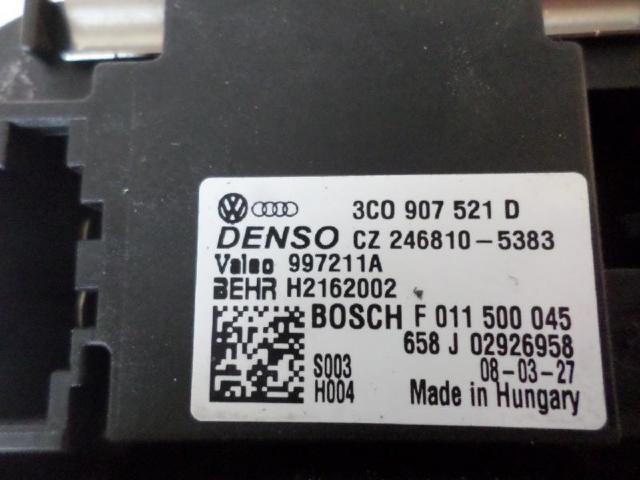 3C0 907 521 D
DENSO CZ 246810-5383
Valeo 997211A
BEHR H2162002
BOSCH F 011 500 045
658 J 02926958
S003 08-03-27
H004 Made in Hungary